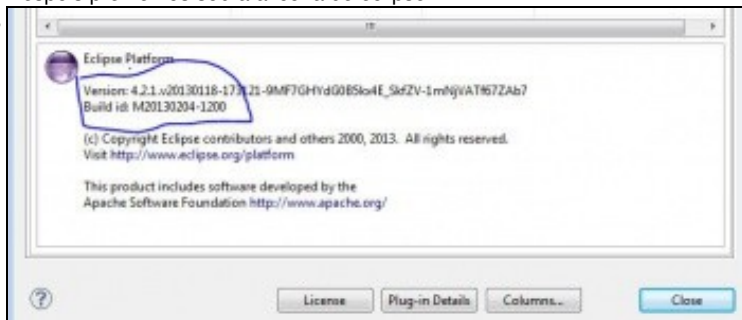 Eclipse Platform
Version: 4.2.1.v20130118-173121-9MF7GHYdG0B5kx4E_SkfZV-1mNjVATf67ZAb7
Build id: M20130204-1200
(c) Copyright Eclipse contributors and others 2000, 2013. All rights reserved.
Visit http://www.eclipse.org/platform
This product includes software developed by the
Apache Software Foundation http://www.apache.org/
License Plug-in Details Columns... Close